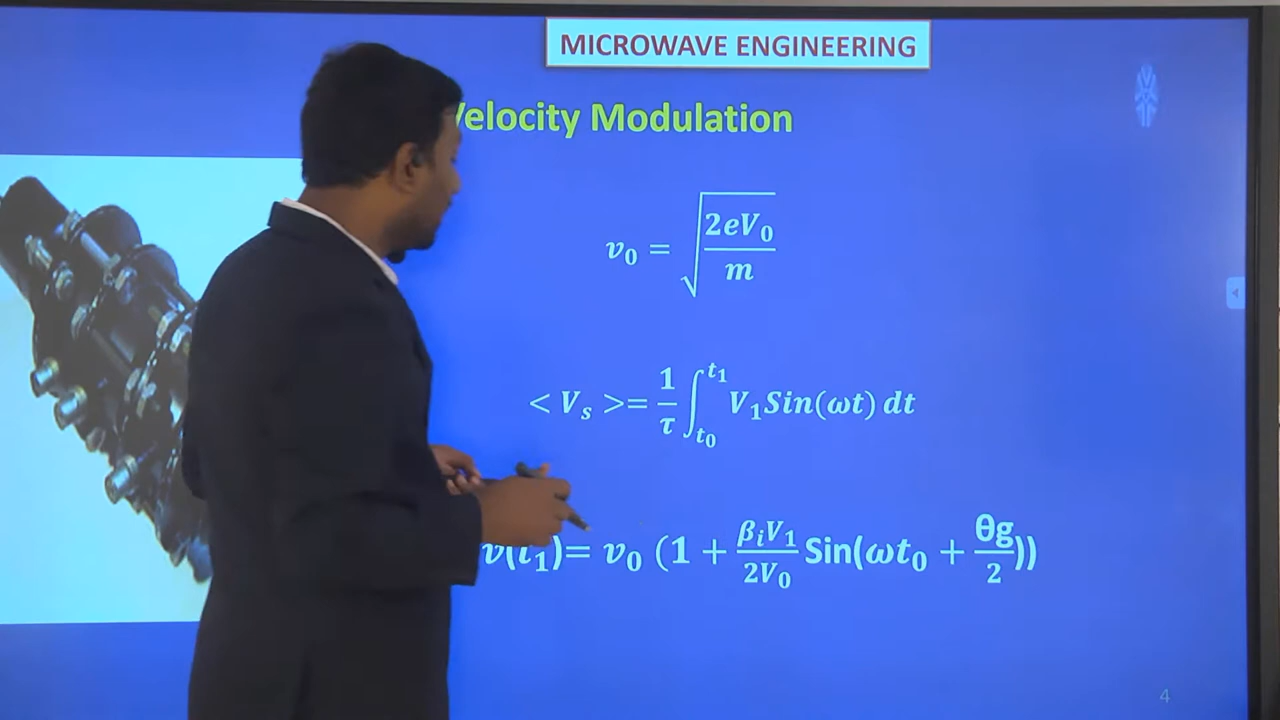 MICROWAVE ENGINEERING
Velocity Modulation
v₀ = √(2eV₀/m)
< Vₛ >= 1/τ ∫_{t₀}^{t₁} V₁Sin(ωt) dt
v(t₁)= v₀ (1 + βᵢV₁/2V₀ Sin(ωt₀ + θg/2))
4